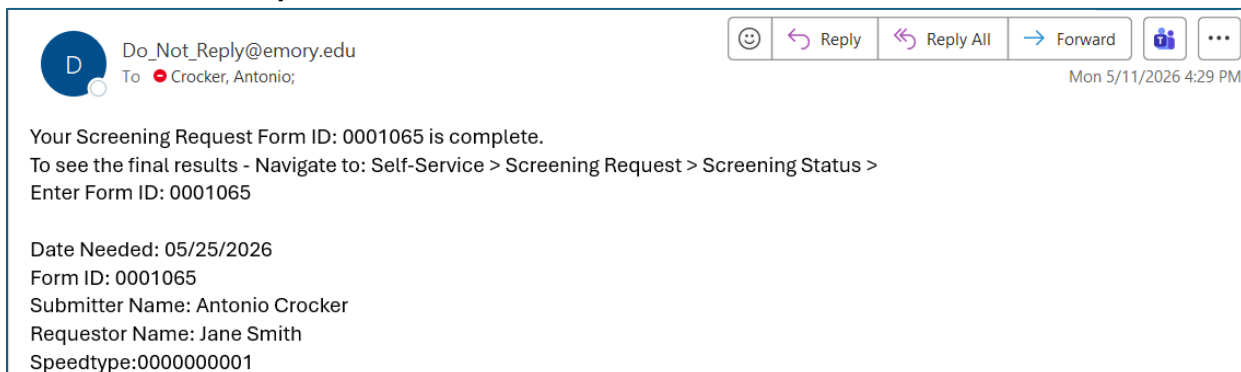 D
Do_Not_Reply@emory.edu
To Crocker, Antonio;
Reply
Reply All
Forward
Mon 5/11/2026 4:29 PM
Your Screening Request Form ID: 0001065 is complete.
To see the final results - Navigate to: Self-Service > Screening Request > Screening Status >
Enter Form ID: 0001065
Date Needed: 05/25/2026
Form ID: 0001065
Submitter Name: Antonio Crocker
Requestor Name: Jane Smith
Speedtype:0000000001